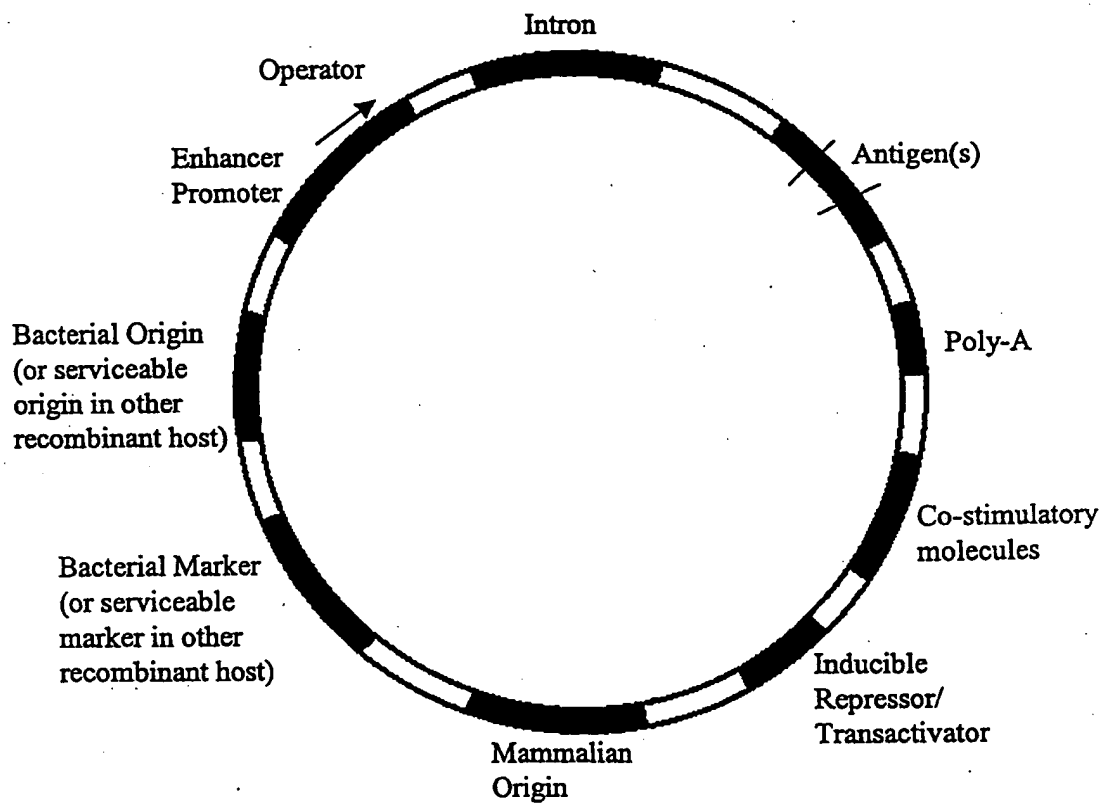 Intron
Operator
Enhancer
Promoter
Antigen(s)
Poly-A
Bacterial Origin
(or serviceable
origin in other
recombinant host)
Co-stimulatory
molecules
Bacterial Marker
(or serviceable
marker in other
recombinant host)
Inducible
Repressor/
Transactivator
Mammalian
Origin